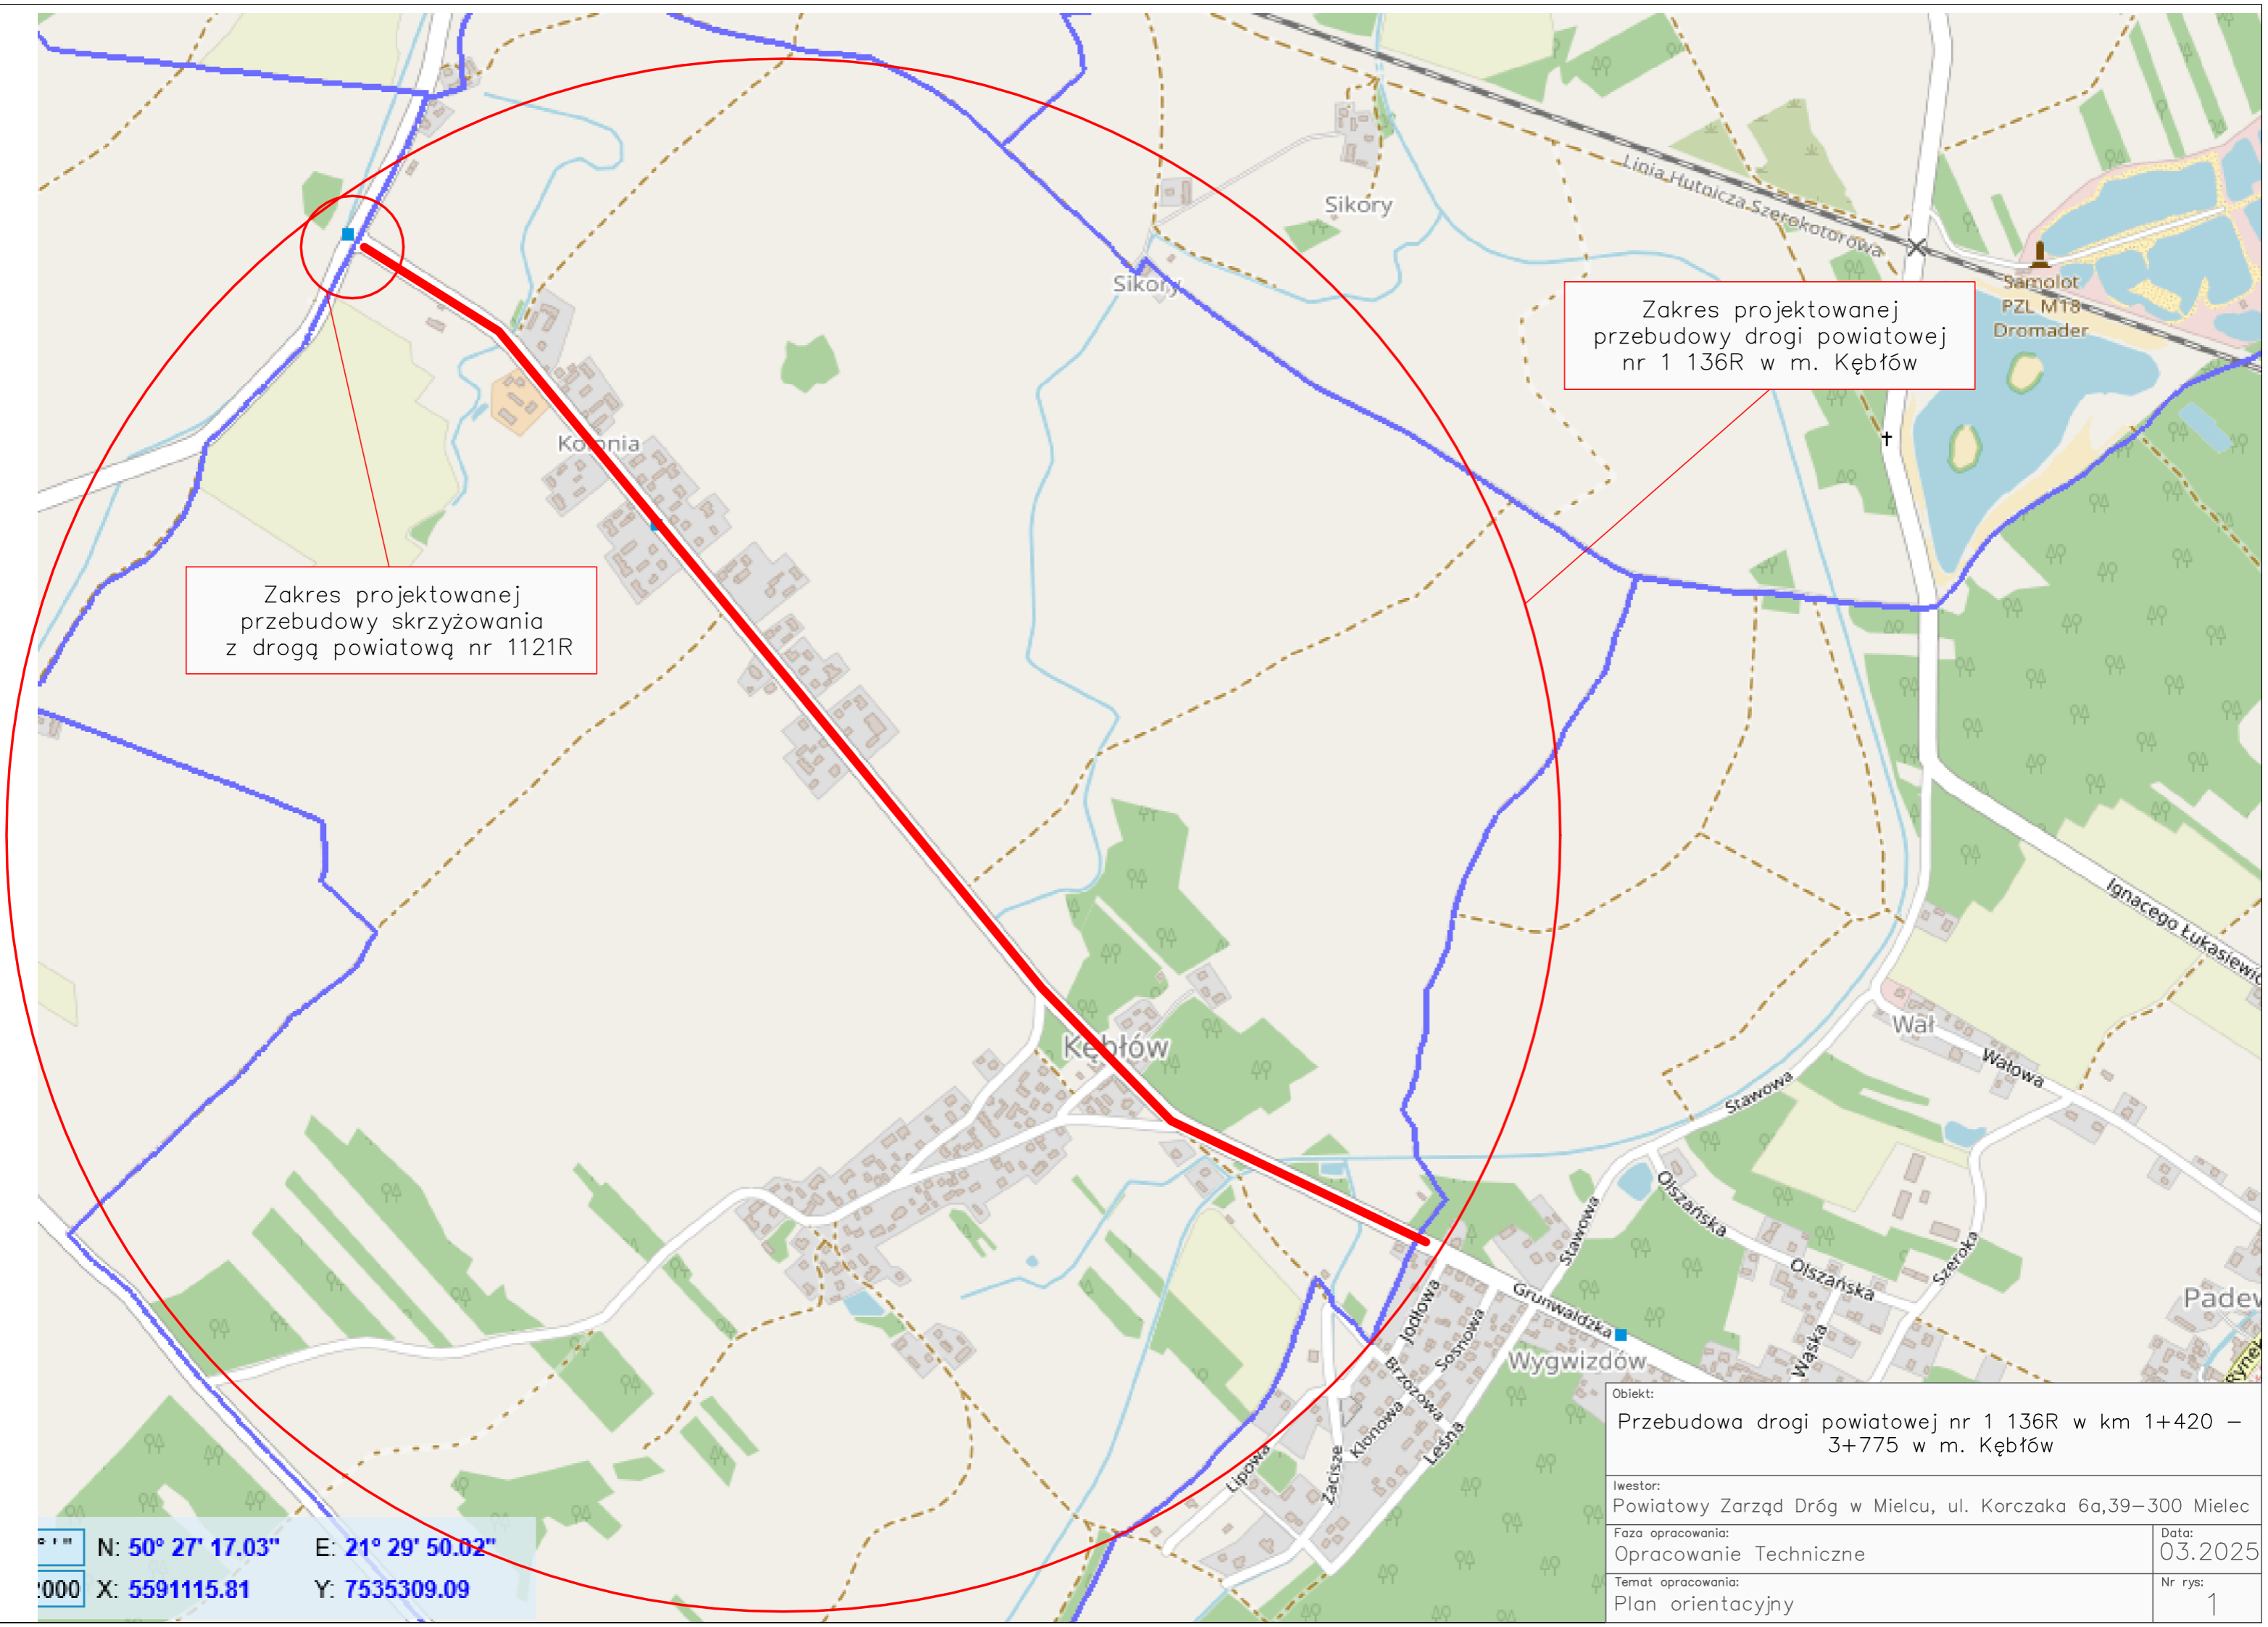 Linia Hutnicza Szerokotorowa
Sikory
Sikory
Samolot
PZL M18
Dromader
Zakres projektowanej
przebudowy drogi powiatowej
nr 1 136R w m. Kębłów
Kolonia
Zakres projektowanej
przebudowy skrzyżowania
z drogą powiatową nr 1121R
Ignacego Łukasiewic
Wał
Wałowa
Kębłów
Stawowa
Olszańska
Stawowa
Olszańska
Szeroka
Padew
Grunwaldzka
Jodłowa
Sosnowa
Brzozowa
Klonowa
Leśna
Wygwizdów
Wąska
Rynek
Lipowa
Zacisze
° ' " N: 50° 27' 17.03" E: 21° 29' 50.02"
2000 X: 5591115.81 Y: 7535309.09
Obiekt:
Przebudowa drogi powiatowej nr 1 136R w km 1+420 –
3+775 w m. Kębłów
Iwestor:
Powiatowy Zarząd Dróg w Mielcu, ul. Korczaka 6a,39–300 Mielec
Faza opracowania:
Opracowanie Techniczne
Data:
03.2025
Temat opracowania:
Plan orientacyjny
Nr rys:
1